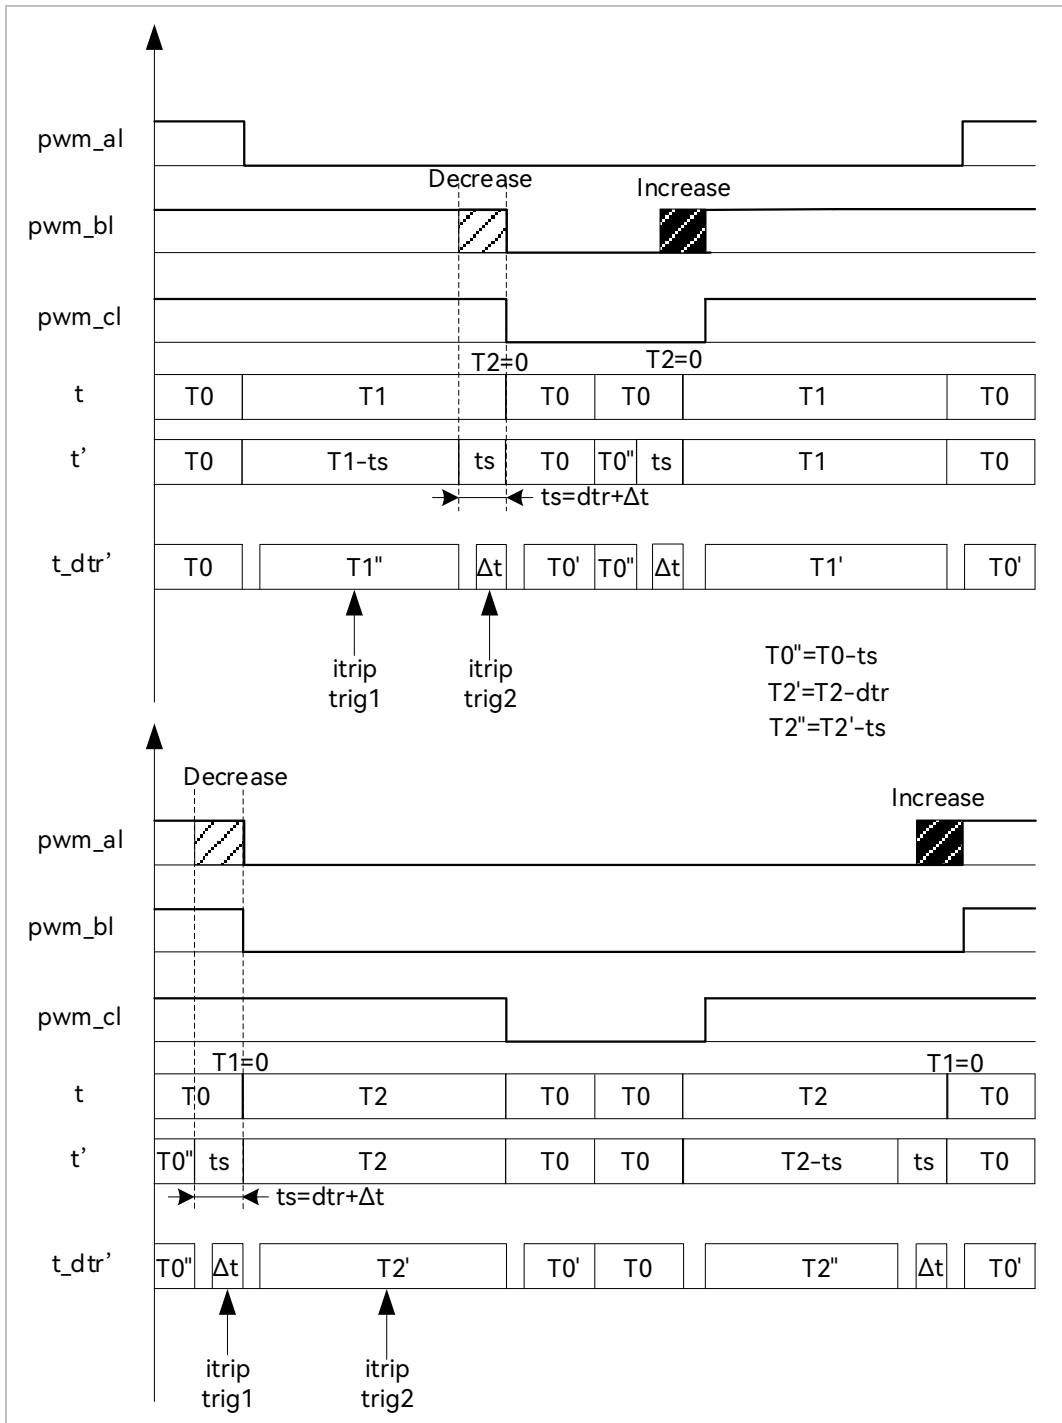 pwm_al
Decrease
Increase
pwm_bl
pwm_cl
T2=0 T2=0
t T0 T1 T0 T0 T1 T0
t’ T0 T1-ts ts T0 T0" ts T1 T0
ts=dtr+Δt
t_dtr’ T0 T1" Δt T0' T0" Δt T1' T0'
itrip trig1
itrip trig2
T0"=T0-ts
T2'=T2-dtr
T2"=T2'-ts
Decrease
Increase
pwm_al
pwm_bl
pwm_cl
T1=0 T1=0
t T0 T2 T0 T0 T2 T0
t’ T0" ts T2 T0 T0 T2-ts ts T0
ts=dtr+Δt
t_dtr’ T0" Δt T2' T0' T0 T2" Δt T0'
itrip trig1
itrip trig2